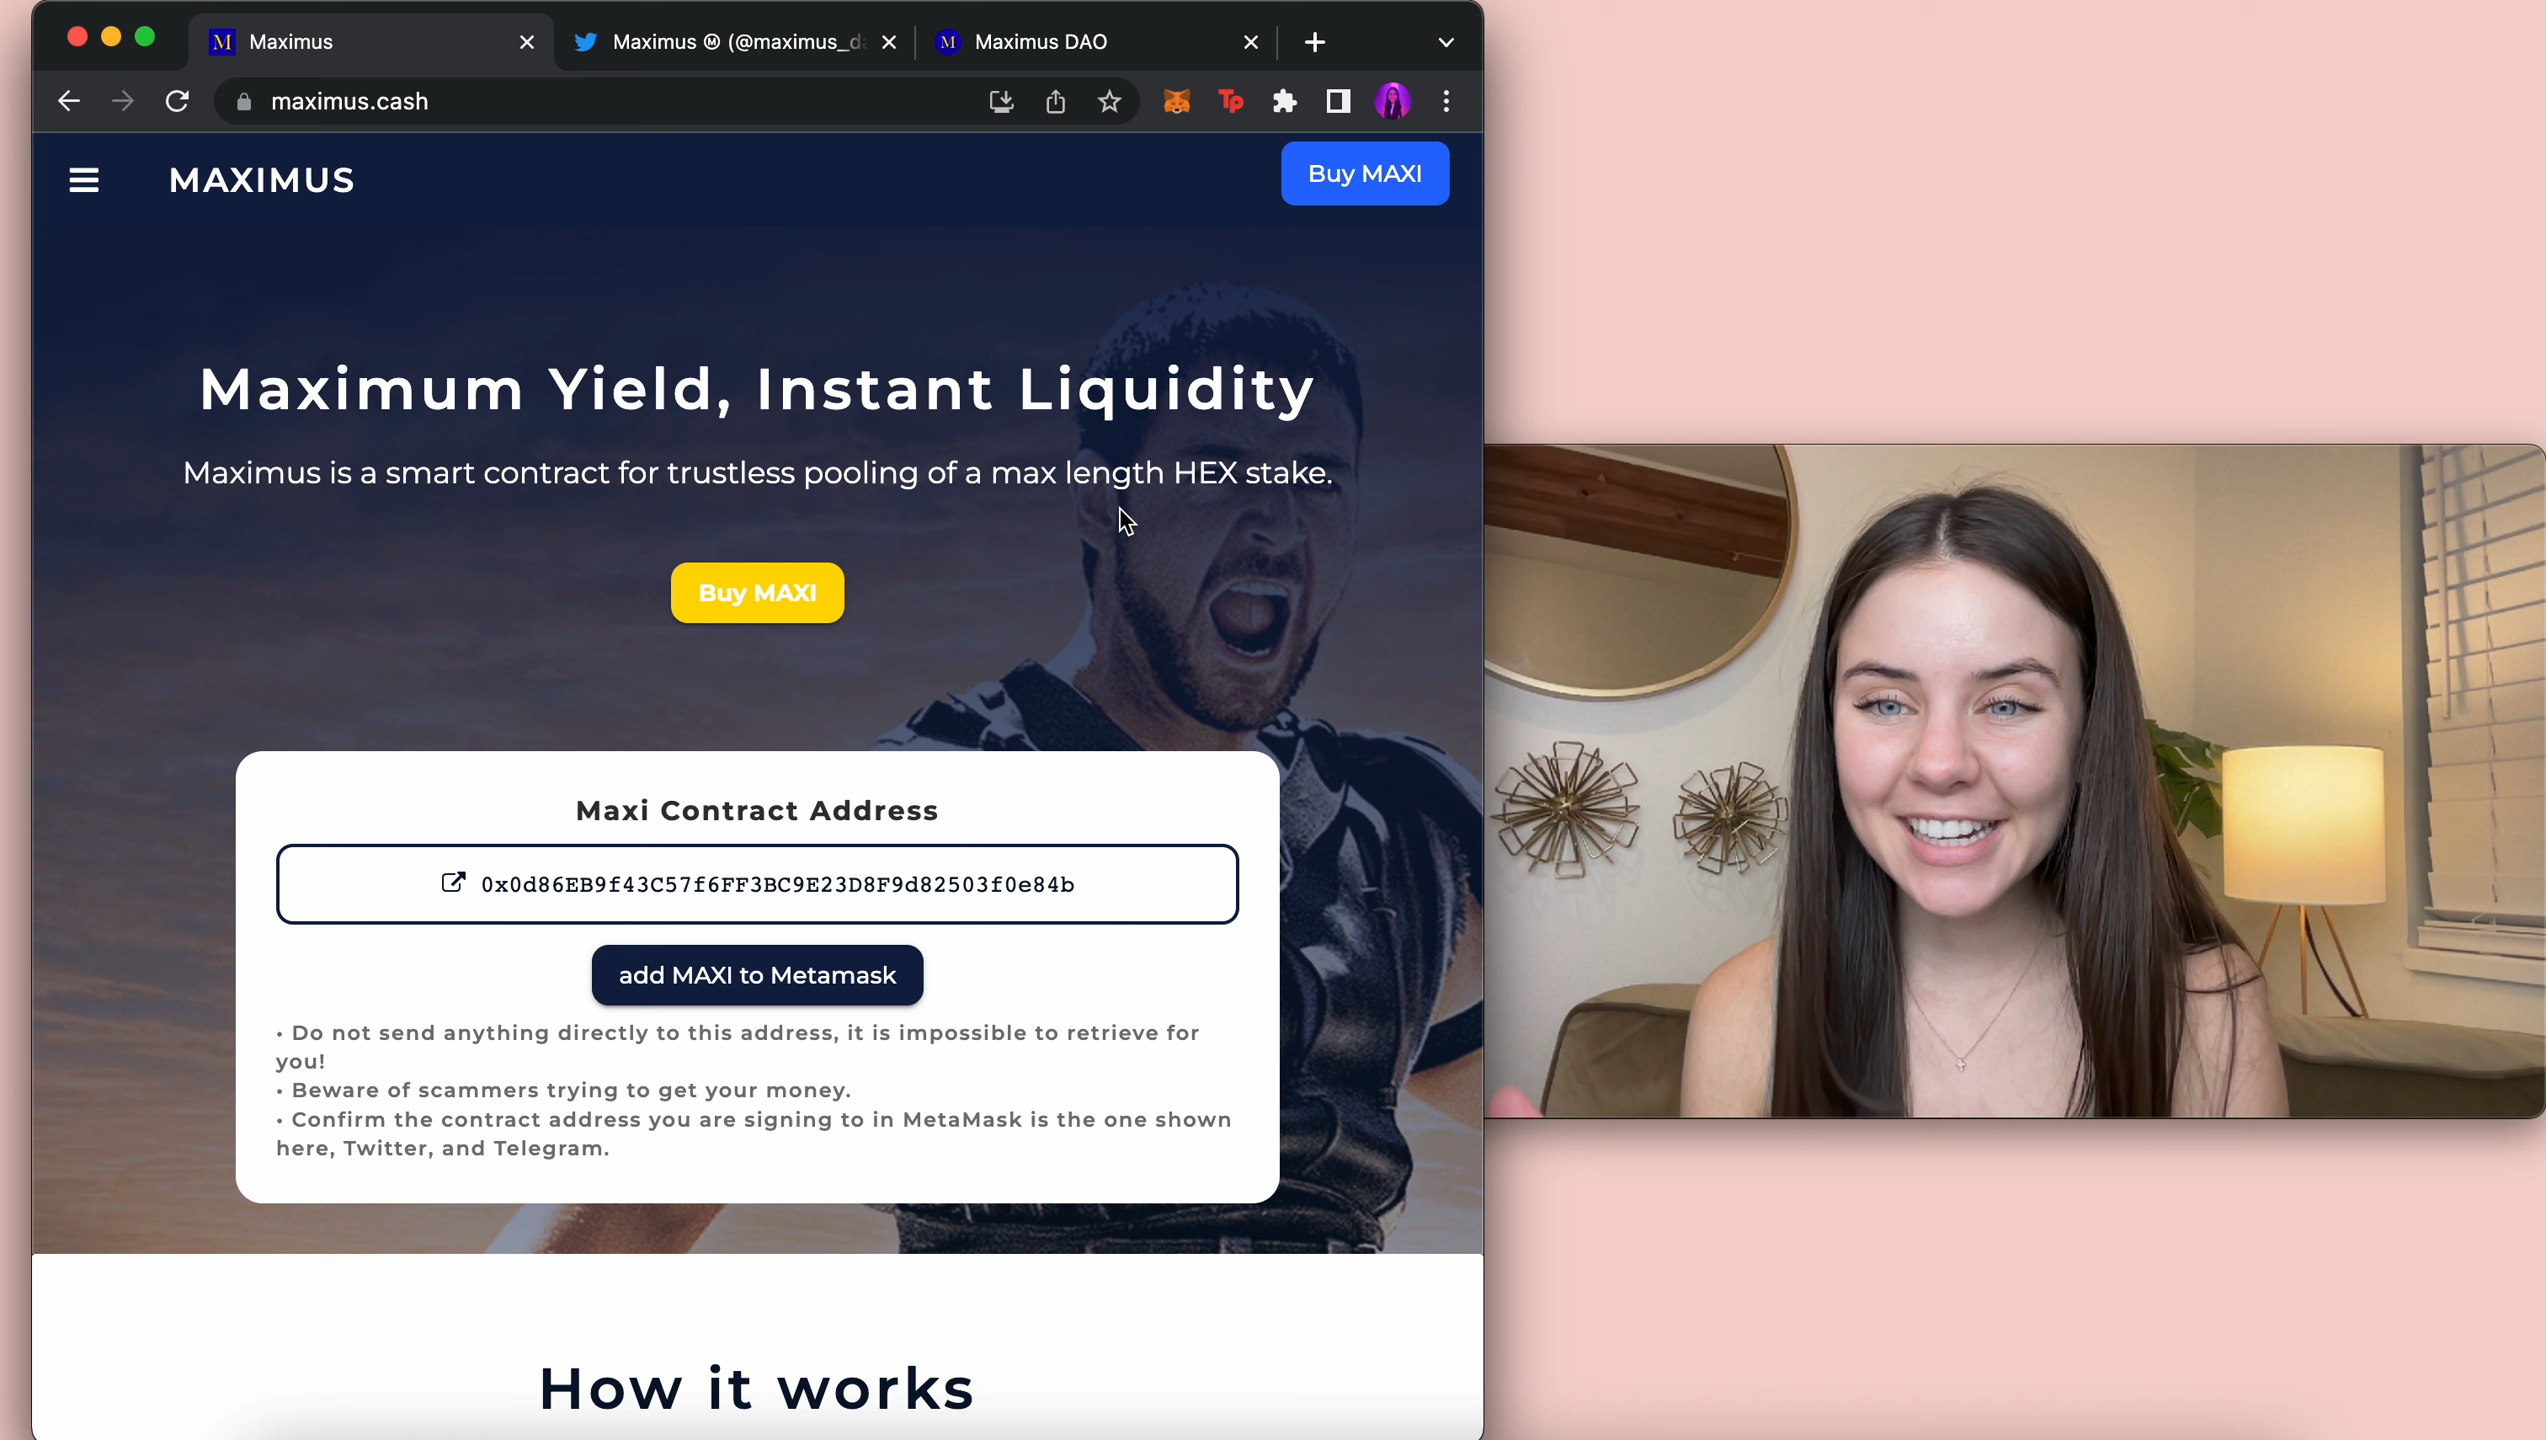 M Maximus
Maximus Ⓜ (@maximus_da
M Maximus DAO
maximus.cash
Tp
MAXIMUS
Buy MAXI
Maximum Yield, Instant Liquidity
Maximus is a smart contract for trustless pooling of a max length HEX stake.
Buy MAXI
Maxi Contract Address
0x0d86EB9f43C57f6FF3BC9E23D8F9d82503f0e84b
add MAXI to Metamask
• Do not send anything directly to this address, it is impossible to retrieve for
you!
• Beware of scammers trying to get your money.
• Confirm the contract address you are signing to in MetaMask is the one shown
here, Twitter, and Telegram.
How it works